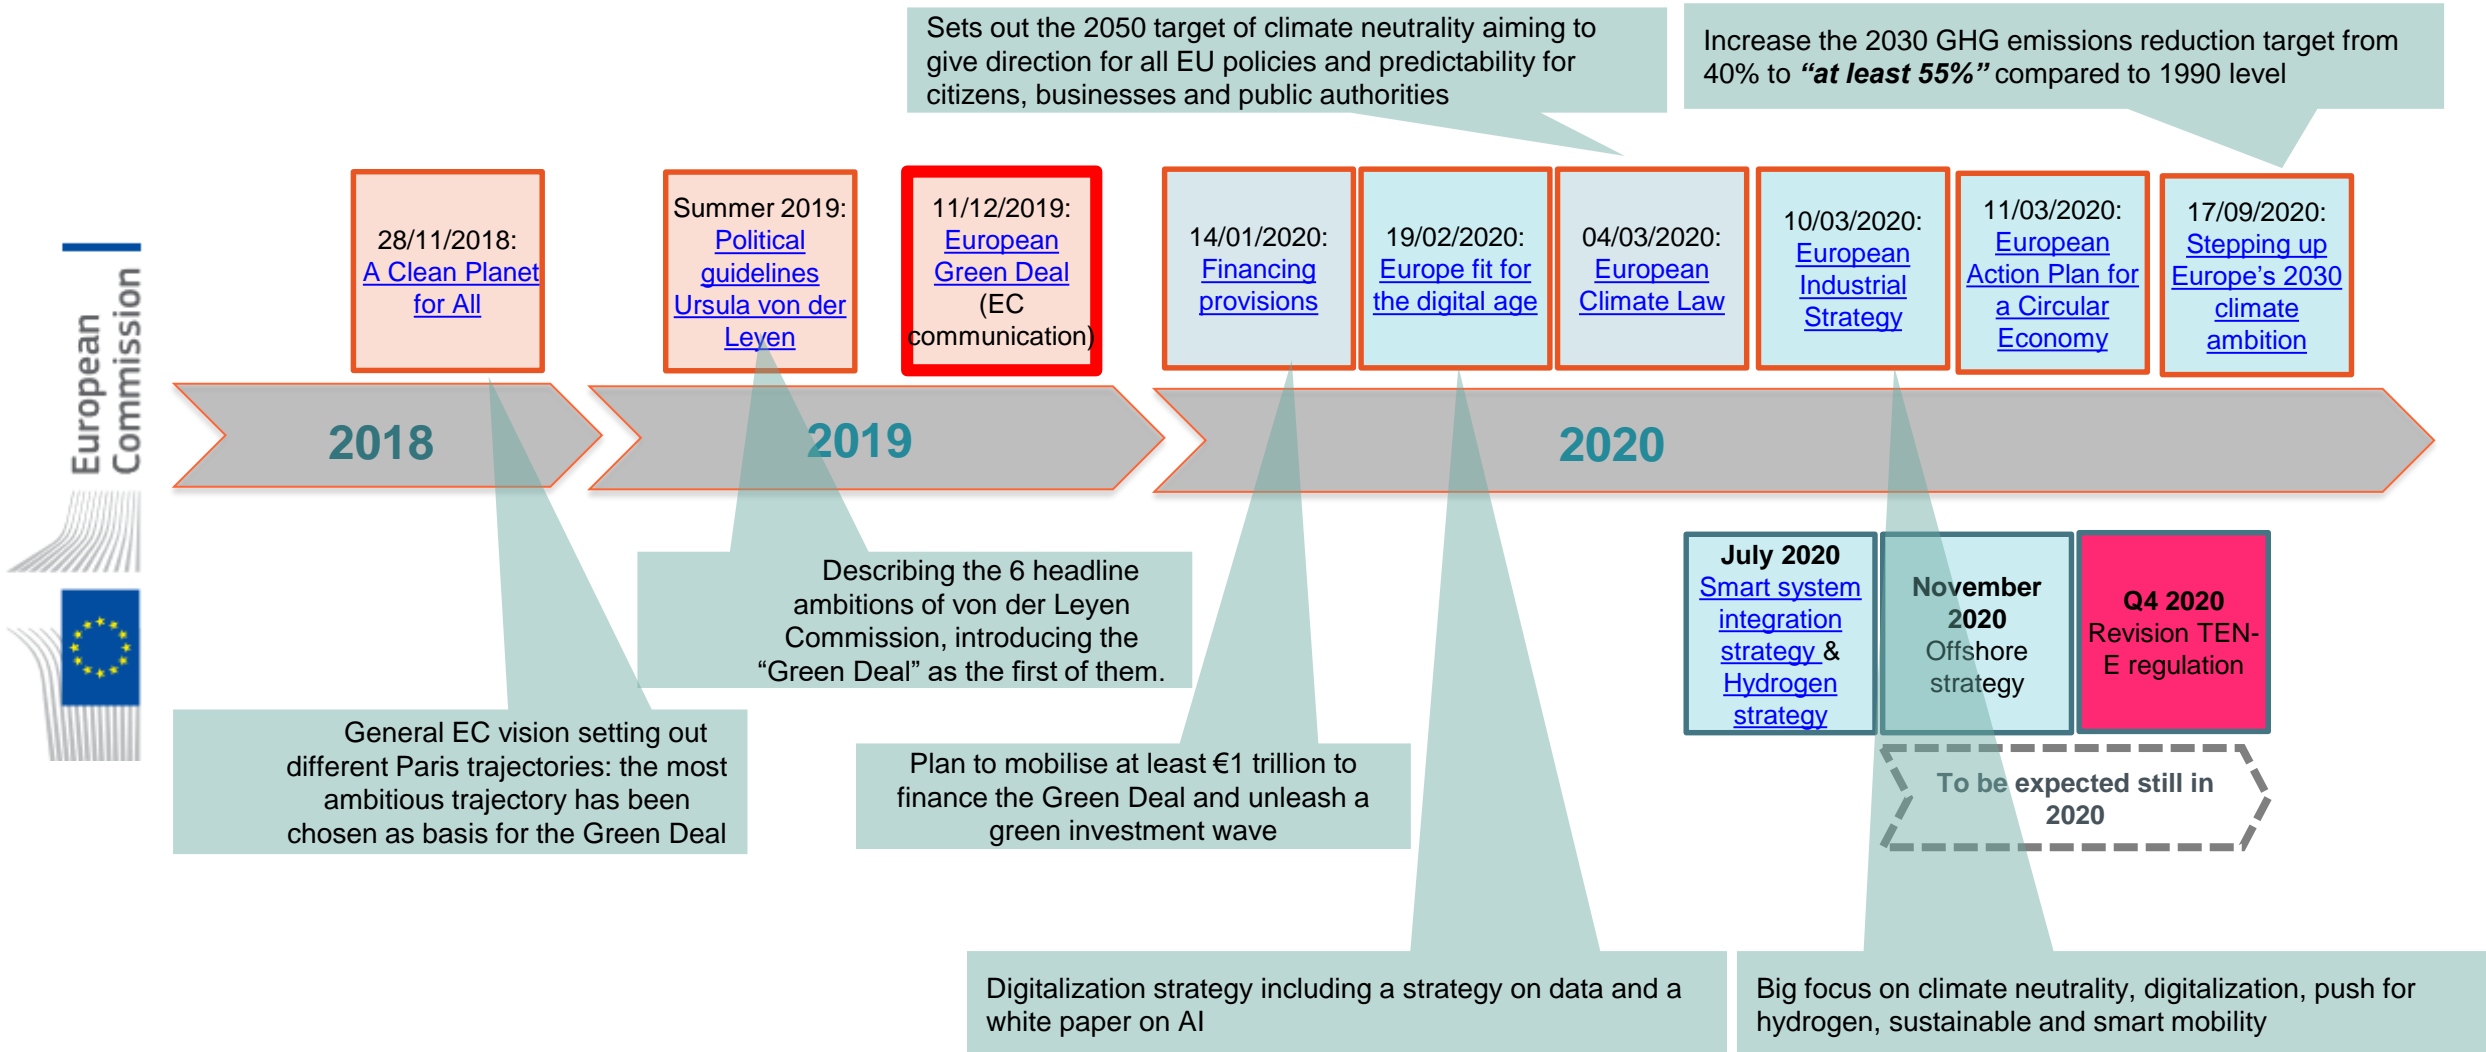 Sets out the 2050 target of climate neutrality aiming to
give direction for all EU policies and predictability for
citizens, businesses and public authorities
Increase the 2030 GHG emissions reduction target from
40% to “at least 55%” compared to 1990 level
European
Commission
28/11/2018:
A Clean Planet
for All
Summer 2019:
Political
guidelines
Ursula von der
Leyen
11/12/2019:
European
Green Deal
(EC
communication)
14/01/2020:
Financing
provisions
19/02/2020:
Europe fit for
the digital age
04/03/2020:
European
Climate Law
10/03/2020:
European
Industrial
Strategy
11/03/2020:
European
Action Plan for
a Circular
Economy
17/09/2020:
Stepping up
Europe’s 2030
climate
ambition
2018
2019
2020
July 2020
Smart system
integration
strategy &
Hydrogen
strategy
November
2020
Offshore
strategy
Q4 2020
Revision TEN-
E regulation
To be expected still in
2020
Describing the 6 headline
ambitions of von der Leyen
Commission, introducing the
“Green Deal” as the first of them.
General EC vision setting out
different Paris trajectories: the most
ambitious trajectory has been
chosen as basis for the Green Deal
Plan to mobilise at least €1 trillion to
finance the Green Deal and unleash a
green investment wave
Digitalization strategy including a strategy on data and a
white paper on AI
Big focus on climate neutrality, digitalization, push for
hydrogen, sustainable and smart mobility